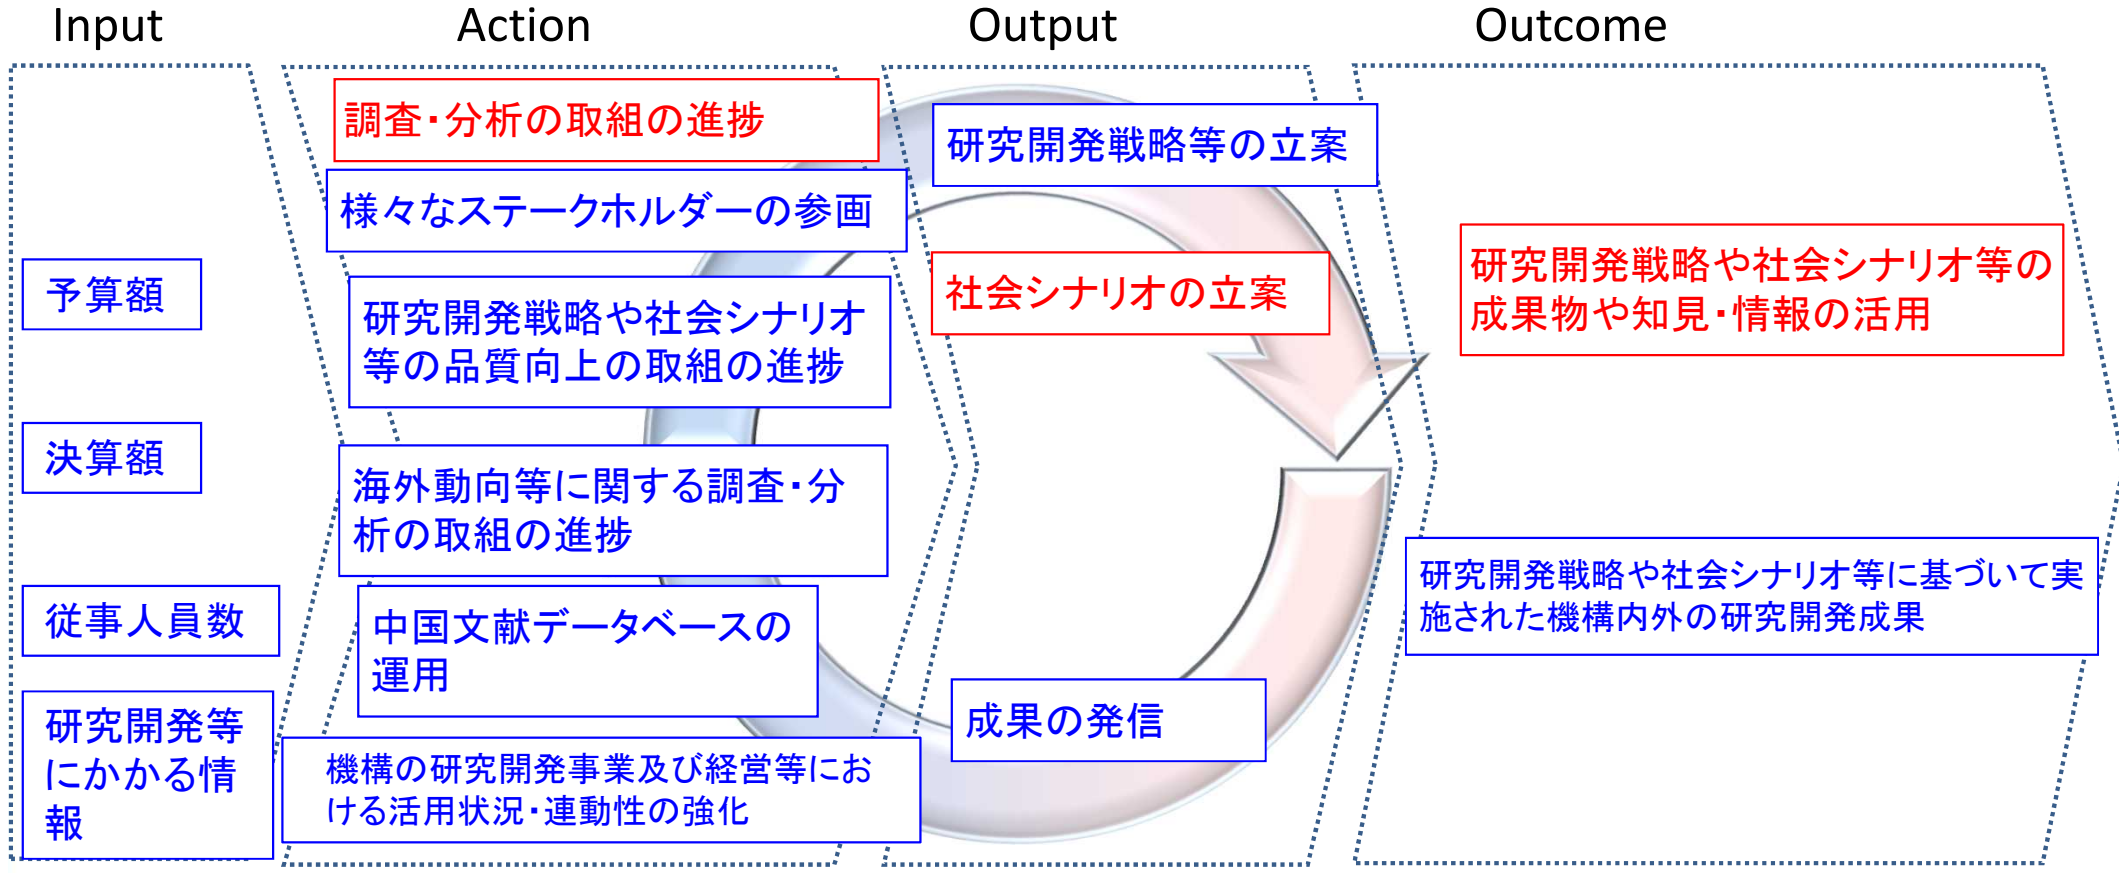 Input
Action
Output
Outcome
予算額
決算額
従事人員数
研究開発等
にかかる情
報
調査・分析の取組の進捗
様々なステークホルダーの参画
研究開発戦略や社会シナリオ
等の品質向上の取組の進捗
海外動向等に関する調査・分
析の取組の進捗
中国文献データベースの
運用
機構の研究開発事業及び経営等にお
ける活用状況・連動性の強化
研究開発戦略等の立案
社会シナリオの立案
成果の発信
研究開発戦略や社会シナリオ等の
成果物や知見・情報の活用
研究開発戦略や社会シナリオ等に基づいて実
施された機構内外の研究開発成果